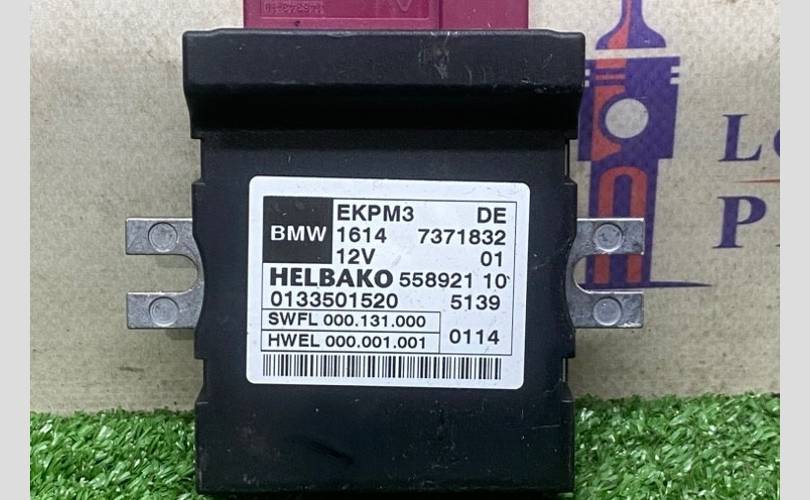 EKPM3 DE
BMW 1614 7371832
12V 01
HELBAKO 558921 10
0133501520 5139
SWFL 000.131.000
HWEL 000.001.001 0114